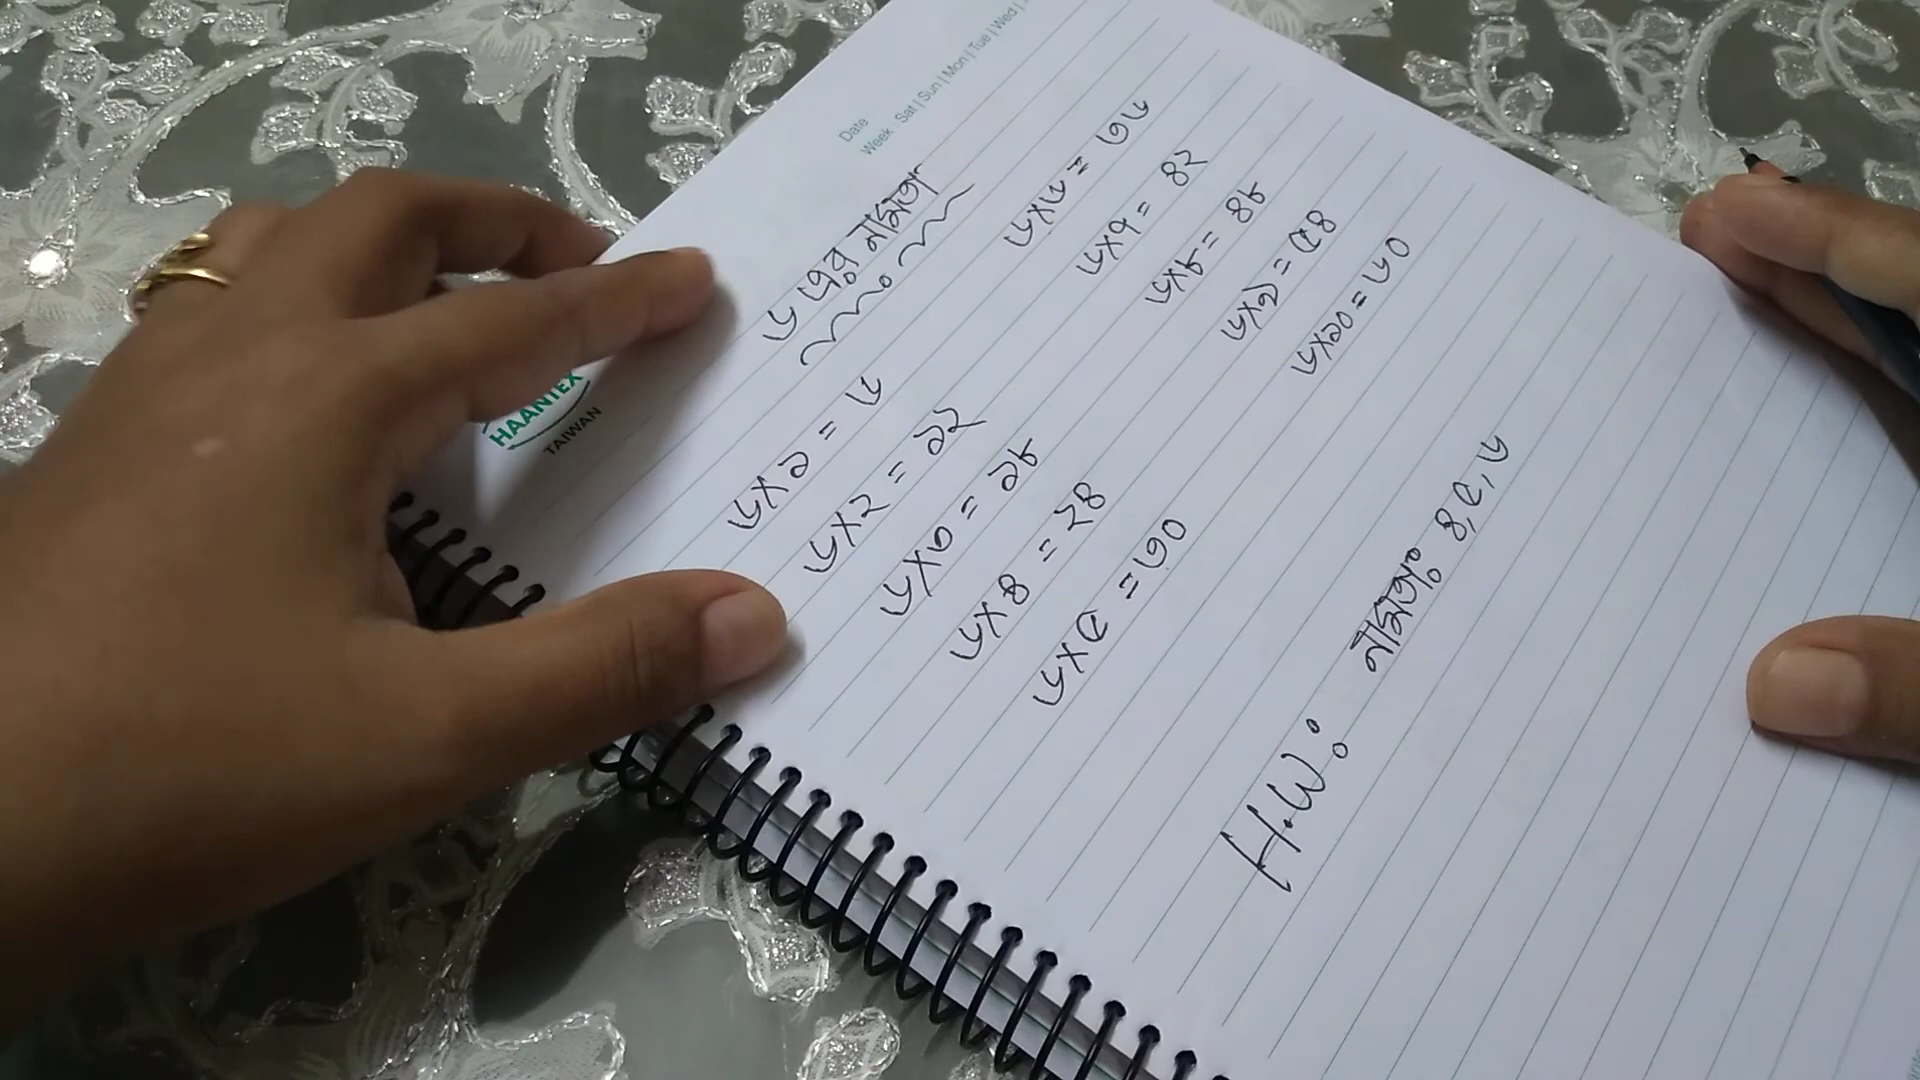 Date
Week Sat | Sun | Mon | Tue | Wed |
HAANTEX
TAIWAN
৬ এর নামতা
৬×১ = ৬
৬×২ = ১২
৬×৩ = ১৮
৬×৪ = ২৪
৬×৫ = ৩০
৬×৬ = ৩৬
৬×৭ = ৪২
৬×৮ = ৪৮
৬×৯ = ৫৪
৬×১০ = ৬০
H.W: নামতাঃ ৪, ৫, ৬